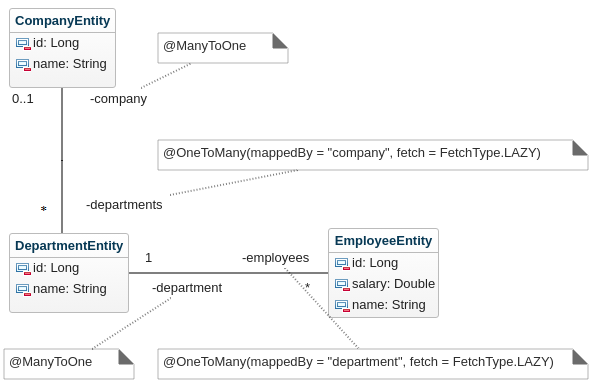 CompanyEntity
id: Long
name: String
@ManyToOne
0..1
-company
@OneToMany(mappedBy = "company", fetch = FetchType.LAZY)
-departments
*
DepartmentEntity
id: Long
name: String
1
-employees
-department
*
EmployeeEntity
id: Long
salary: Double
name: String
@ManyToOne
@OneToMany(mappedBy = "department", fetch = FetchType.LAZY)